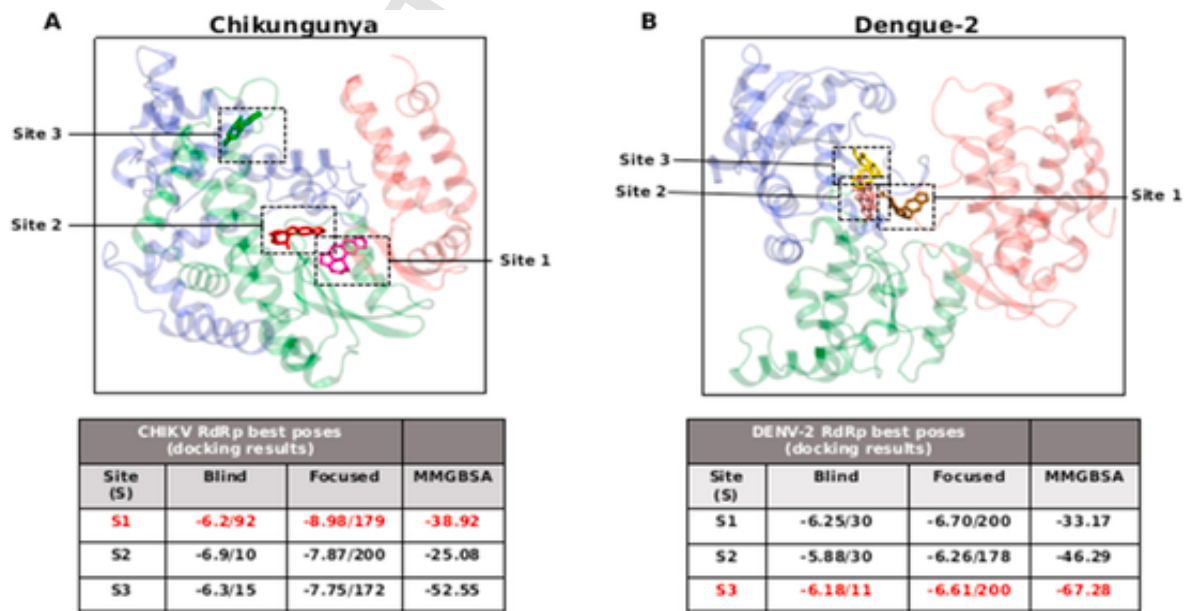 A
Chikungunya
Site 3
Site 2
Site 1
CHIKV RdRp best poses
(docking results)
Site (S) Blind Focused MMGBSA
S1 -6.2/92 -8.98/179 -38.92
S2 -6.9/10 -7.87/200 -25.08
S3 -6.3/15 -7.75/172 -52.55
B
Dengue-2
Site 3
Site 2
Site 1
DENV-2 RdRp best poses
(docking results)
Site (S) Blind Focused MMGBSA
S1 -6.25/30 -6.70/200 -33.17
S2 -5.88/30 -6.26/178 -46.29
S3 -6.18/11 -6.61/200 -67.28